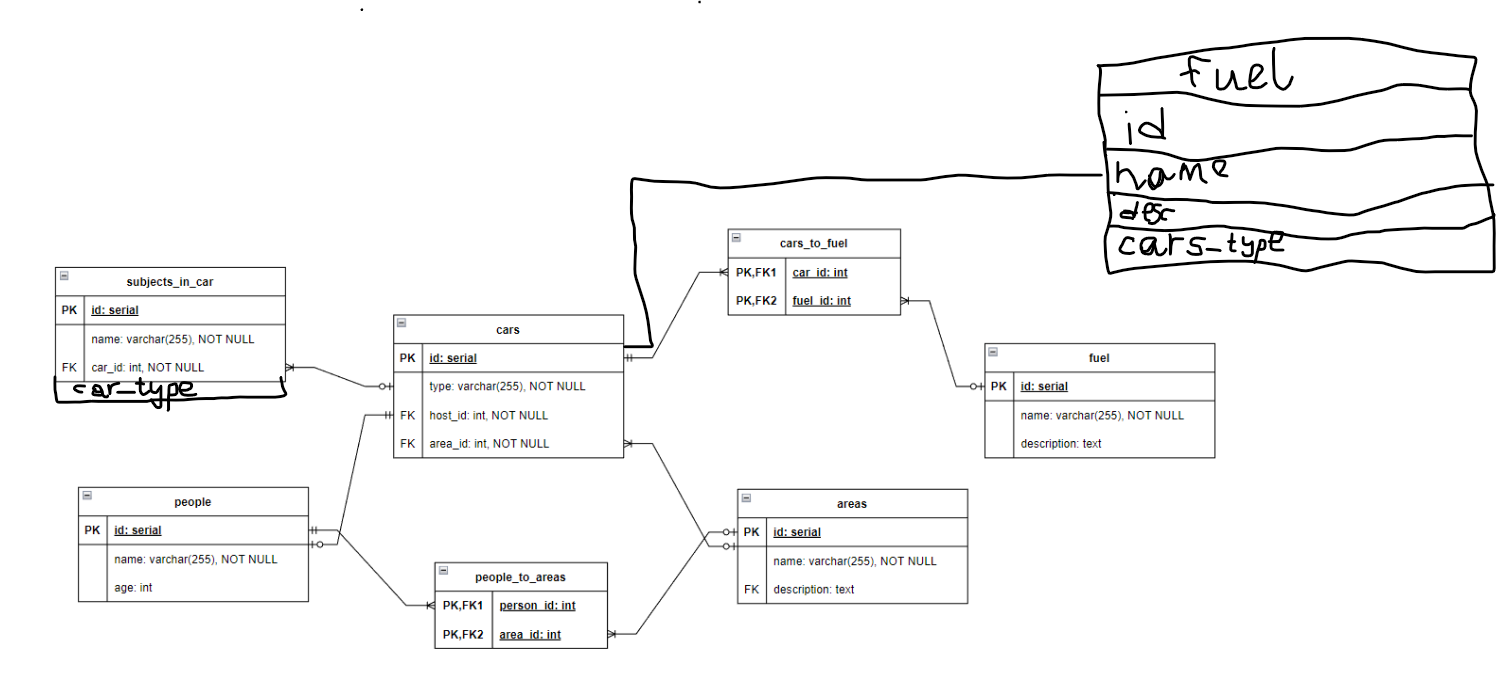 Fuel
id
name
desc
cars_type
cars_to_fuel
PK,FK1 car_id: int
PK,FK2 fuel_id: int
subjects_in_car
PK id: serial
name: varchar(255), NOT NULL
FK car_id: int, NOT NULL
car_type
cars
PK id: serial
type: varchar(255), NOT NULL
FK host_id: int, NOT NULL
FK area_id: int, NOT NULL
fuel
PK id: serial
name: varchar(255), NOT NULL
description: text
people
PK id: serial
name: varchar(255), NOT NULL
age: int
areas
PK id: serial
name: varchar(255), NOT NULL
FK description: text
people_to_areas
PK,FK1 person_id: int
PK,FK2 area_id: int